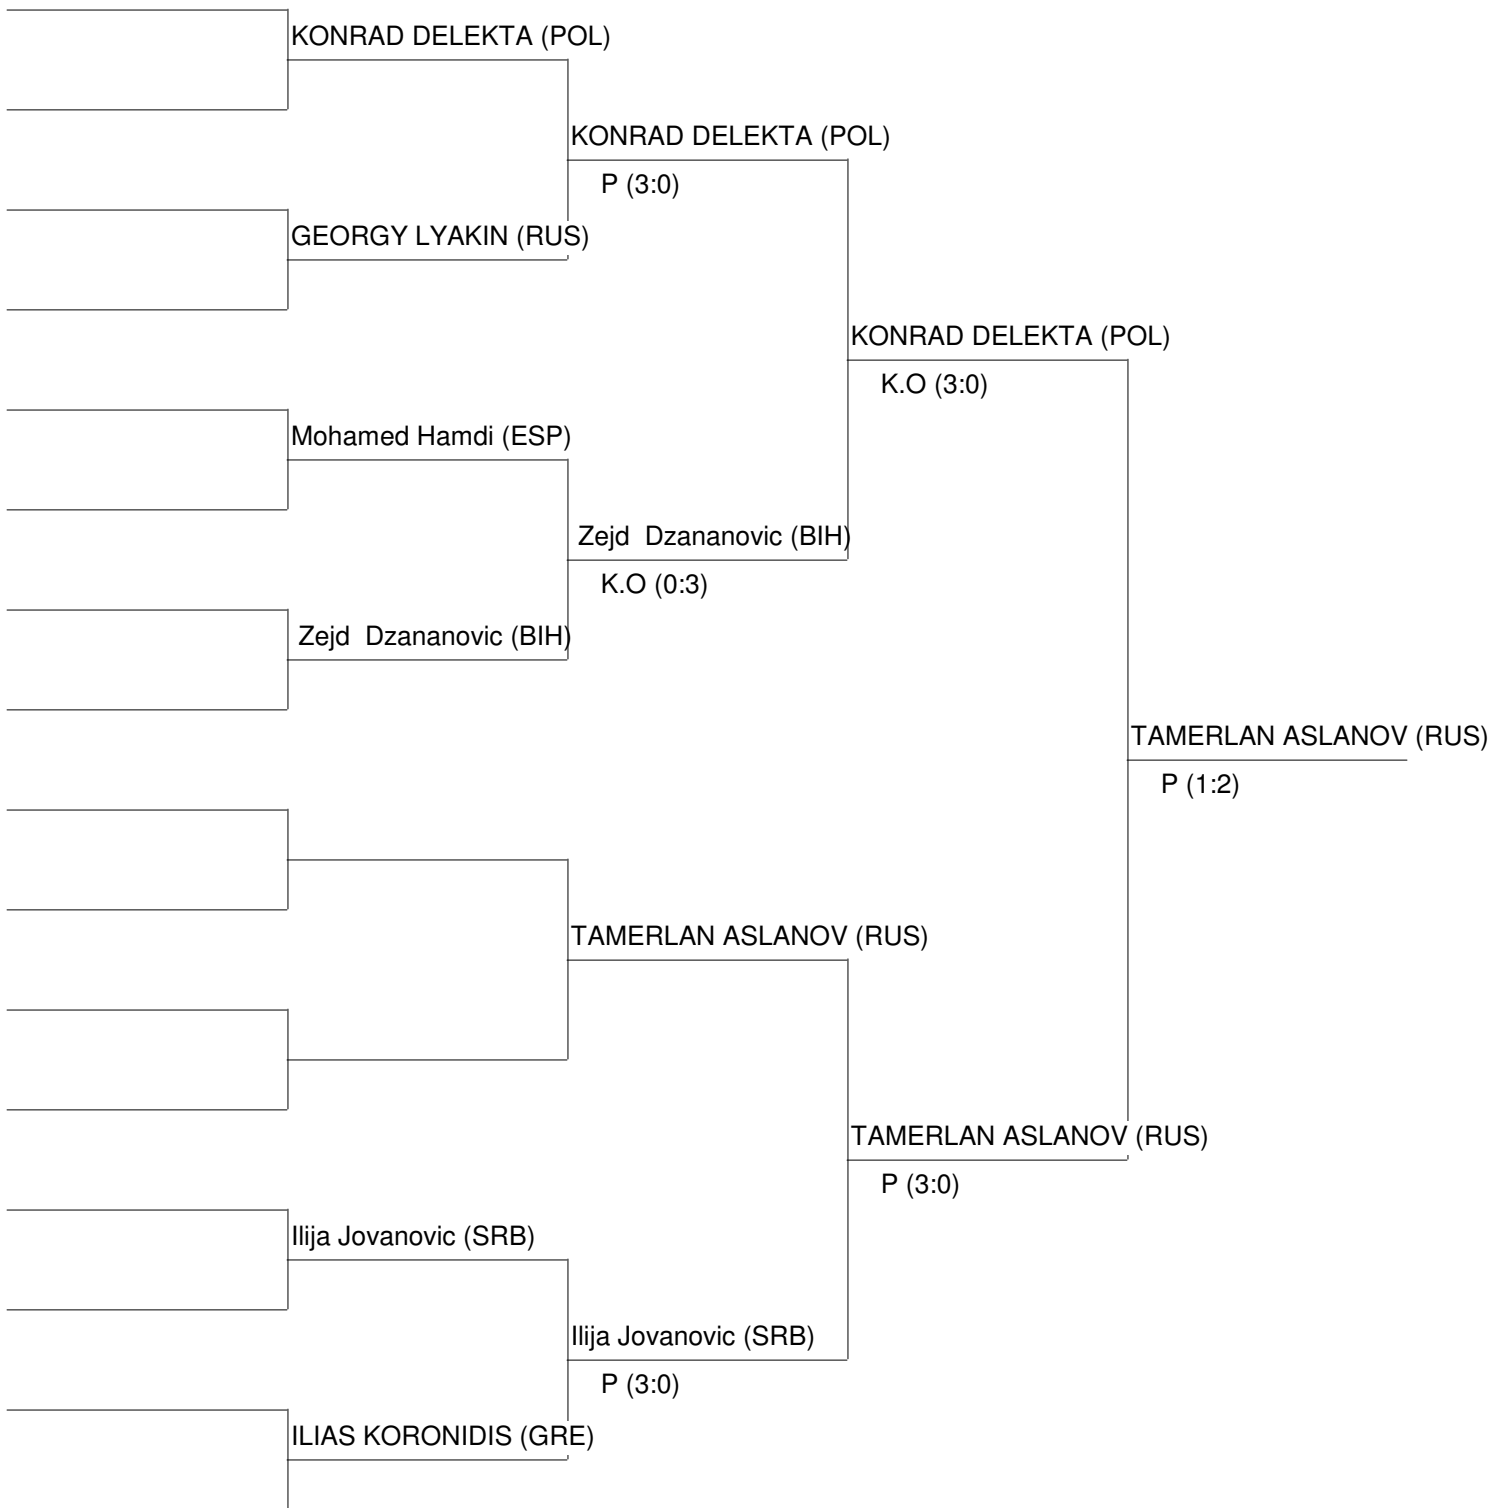 KONRAD DELEKTA (POL)
KONRAD DELEKTA (POL)
P (3:0)
GEORGY LYAKIN (RUS)
KONRAD DELEKTA (POL)
K.O (3:0)
Mohamed Hamdi (ESP)
Zejd  Dzananovic (BIH)
K.O (0:3)
Zejd  Dzananovic (BIH)
TAMERLAN ASLANOV (RUS)
P (1:2)
TAMERLAN ASLANOV (RUS)
TAMERLAN ASLANOV (RUS)
P (3:0)
Ilija Jovanovic (SRB)
Ilija Jovanovic (SRB)
P (3:0)
ILIAS KORONIDIS (GRE)